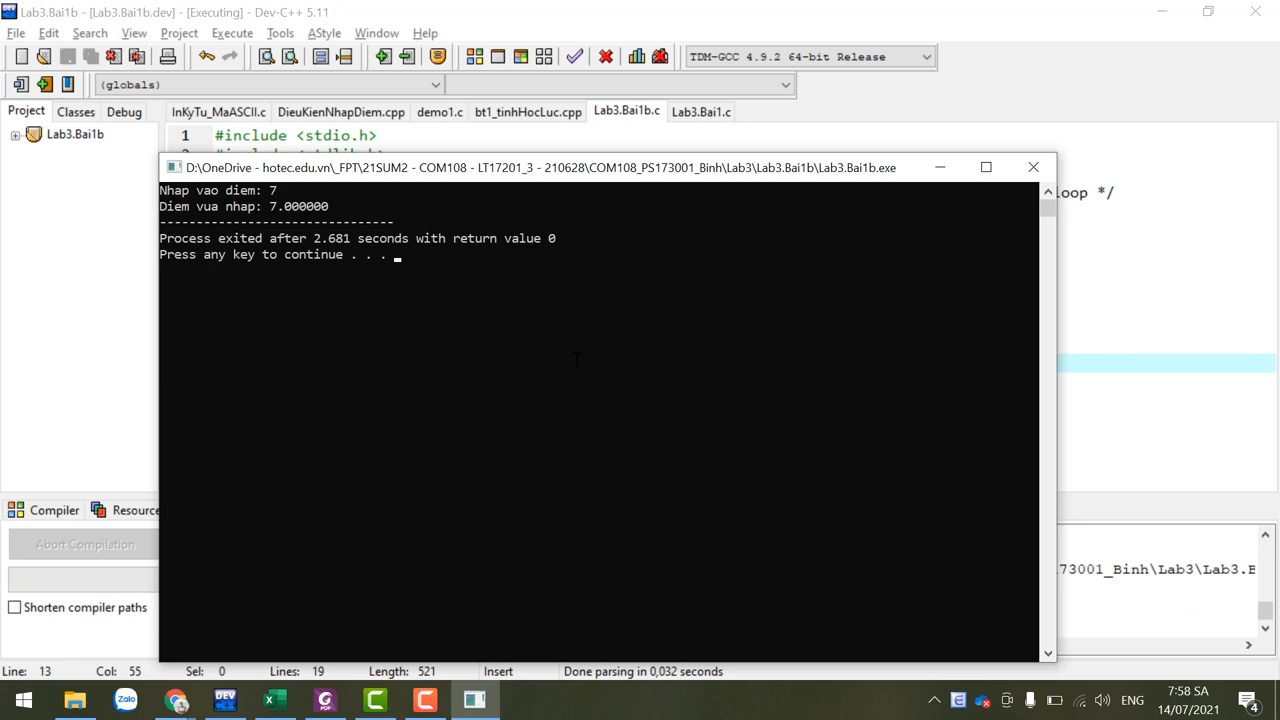 Lab3.Bai1b - [Lab3.Bai1b.dev] - [Executing] - Dev-C++ 5.11
File Edit Search View Project Execute Tools AStyle Window Help
TDM-GCC 4.9.2 64-bit Release
(globals)
Project Classes Debug InKyTu_MaASCII.c DieuKienNhapDiem.cpp demo1.c bt1_tinhHocLuc.cpp Lab3.Bai1b.c Lab3.Bai1.c
Lab3.Bai1b
1 #include <stdio.h>
D:\OneDrive - hotec.edu.vn\_FPT\21SUM2 - COM108 - LT17201_3 - 210628\COM108_PS173001_Binh\Lab3\Lab3.Bai1b\Lab3.Bai1b.exe
loop */
Nhap vao diem: 7
Diem vua nhap: 7.000000
--------------------------------
Process exited after 2.681 seconds with return value 0
Press any key to continue . . .
Compiler Resource
Abort Compilation
173001_Binh\Lab3\Lab3.B
Shorten compiler paths
Line: 13 Col: 55 Sel: 0 Lines: 19 Length: 521 Insert Done parsing in 0,032 seconds
Zalo DEV PDF ENG
7:58 SA
14/07/2021
4